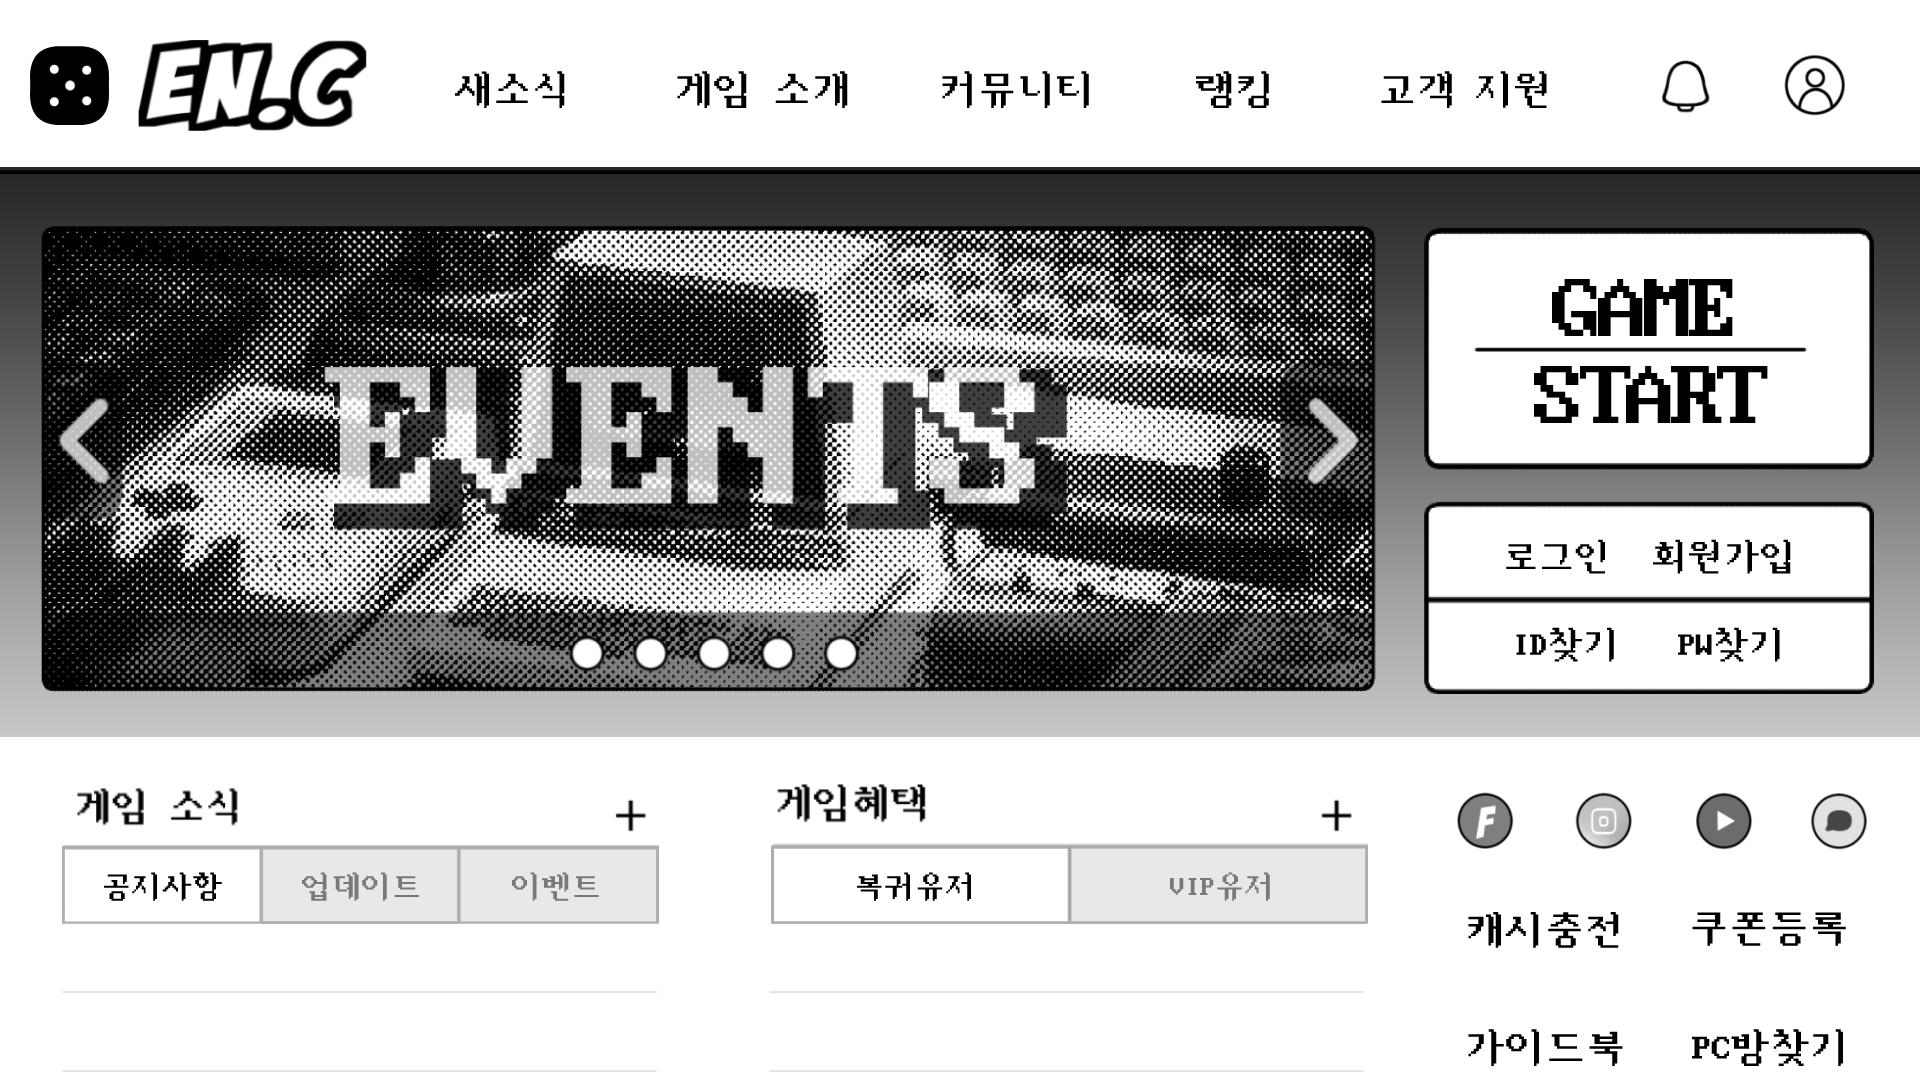 EN.C
새소식 게임 소개 커뮤니티 랭킹 고객 지원
EVENTS
GAME
START
로그인 회원가입
ID찾기 PW찾기
게임 소식 +
공지사항 업데이트 이벤트
게임혜택 +
복귀유저 VIP유저
F
캐시충전 쿠폰등록
가이드북 PC방찾기